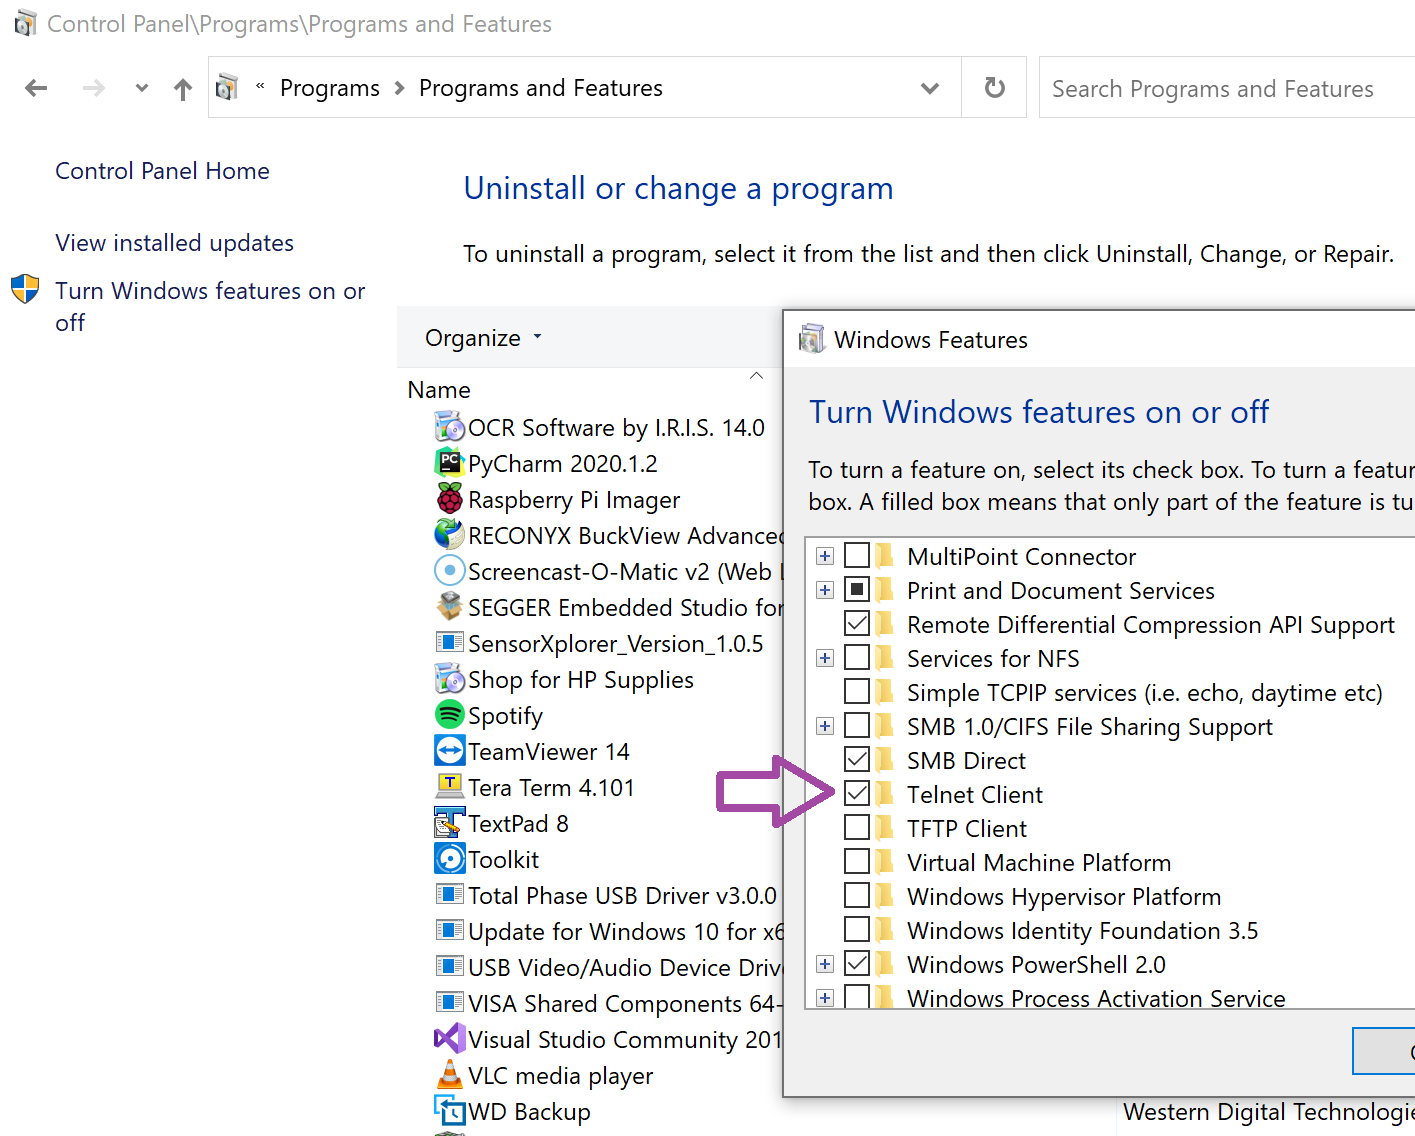 Control Panel\Programs\Programs and Features
« Programs > Programs and Features
Search Programs and Features
Control Panel Home
View installed updates
Turn Windows features on or
off
Uninstall or change a program
To uninstall a program, select it from the list and then click Uninstall, Change, or Repair.
Organize
Name
OCR Software by I.R.I.S. 14.0
PyCharm 2020.1.2
Raspberry Pi Imager
RECONYX BuckView Advanced
Screencast-O-Matic v2 (Web
SEGGER Embedded Studio for
SensorXplorer_Version_1.0.5
Shop for HP Supplies
Spotify
TeamViewer 14
Tera Term 4.101
TextPad 8
Toolkit
Total Phase USB Driver v3.0.0
Update for Windows 10 for x6
USB Video/Audio Device Driv
VISA Shared Components 64-
Visual Studio Community 201
VLC media player
WD Backup
Windows Features
Turn Windows features on or off
To turn a feature on, select its check box. To turn a featur
box. A filled box means that only part of the feature is tu
MultiPoint Connector
Print and Document Services
Remote Differential Compression API Support
Services for NFS
Simple TCPIP services (i.e. echo, daytime etc)
SMB 1.0/CIFS File Sharing Support
SMB Direct
Telnet Client
TFTP Client
Virtual Machine Platform
Windows Hypervisor Platform
Windows Identity Foundation 3.5
Windows PowerShell 2.0
Windows Process Activation Service
Western Digital Technologie